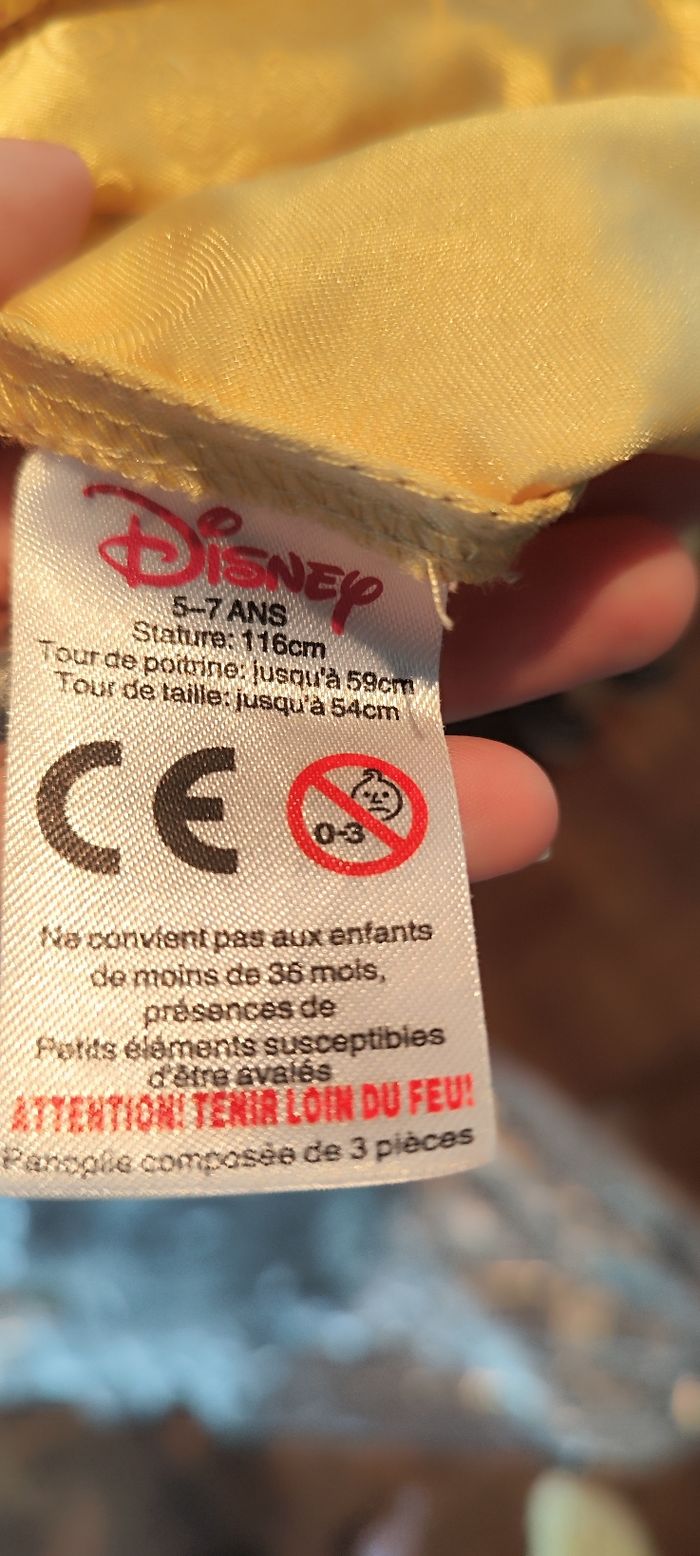 Disney
5–7 ANS
Stature: 116cm
Tour de poitrine: jusqu'à 59cm
Tour de taille: jusqu'à 54cm
CE
0-3
Ne convient pas aux enfants
de moins de 36 mois,
présences de
Petits éléments susceptibles
d'être avalés
ATTENTION! TENIR LOIN DU FEU!
Panoplie composée de 3 pièces